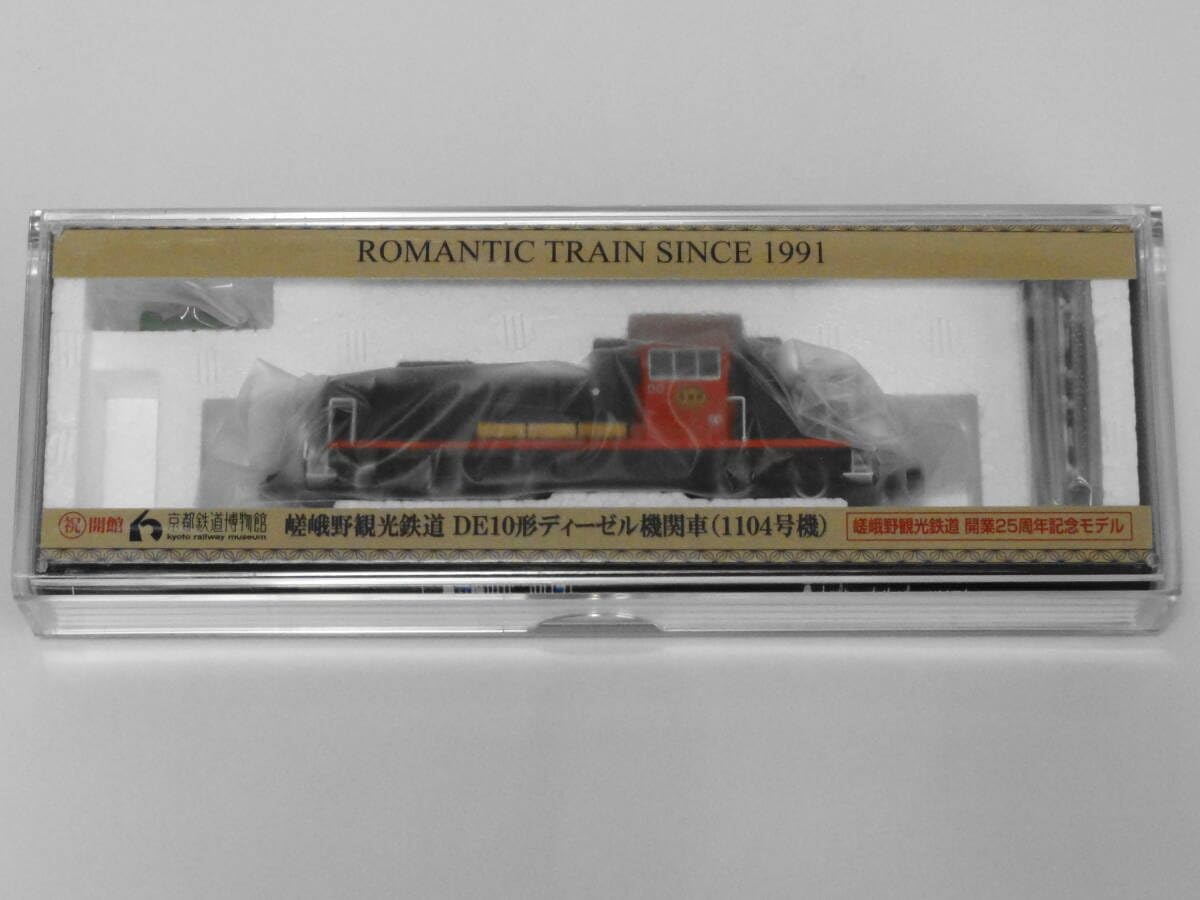 ROMANTIC TRAIN SINCE 1991
㊗開館
京都鉄道博物館
kyoto railway museum
嵯峨野観光鉄道 DE10形ディーゼル機関車(1104号機)
嵯峨野観光鉄道 開業25周年記念モデル